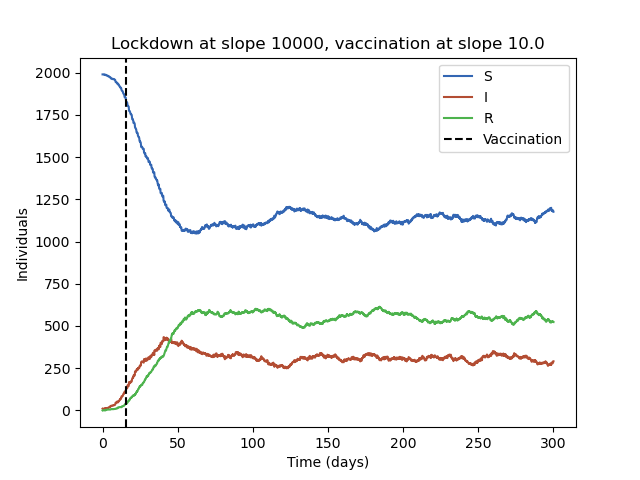 Lockdown at slope 10000, vaccination at slope 10.0
S
I
R
Vaccination
Individuals
2000
1750
1500
1250
1000
750
500
250
0
0 50 100 150 200 250 300
Time (days)